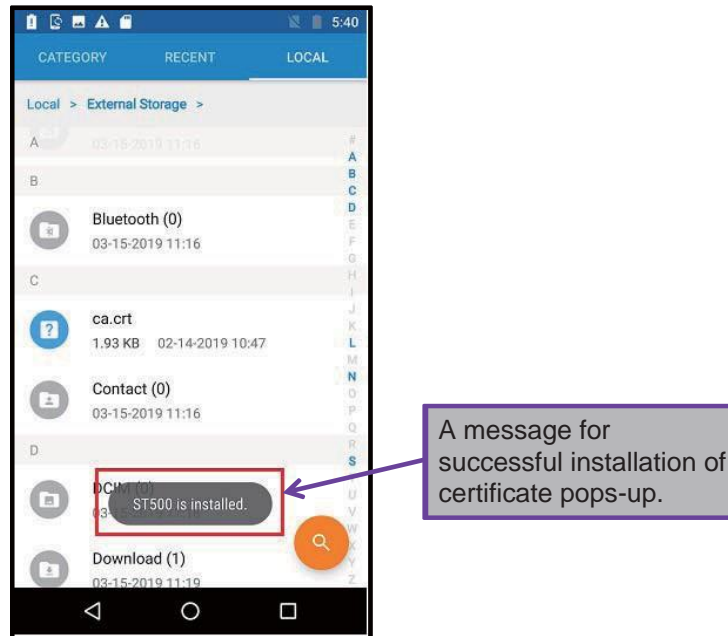 5:40
CATEGORY RECENT LOCAL
Local > External Storage >
A 03-15-2019 11:16
B
Bluetooth (0)
03-15-2019 11:16
C
ca.crt
1.93 KB 02-14-2019 10:47
Contact (0)
03-15-2019 11:16
D
DCIM (0)
ST500 is installed.
Download (1)
03-15-2019 11:19
#
A
B
C
D
E
F
G
H
I
J
K
L
M
N
O
P
Q
R
S
U
V
W
X
Y
Z
A message for
successful installation of
certificate pops-up.